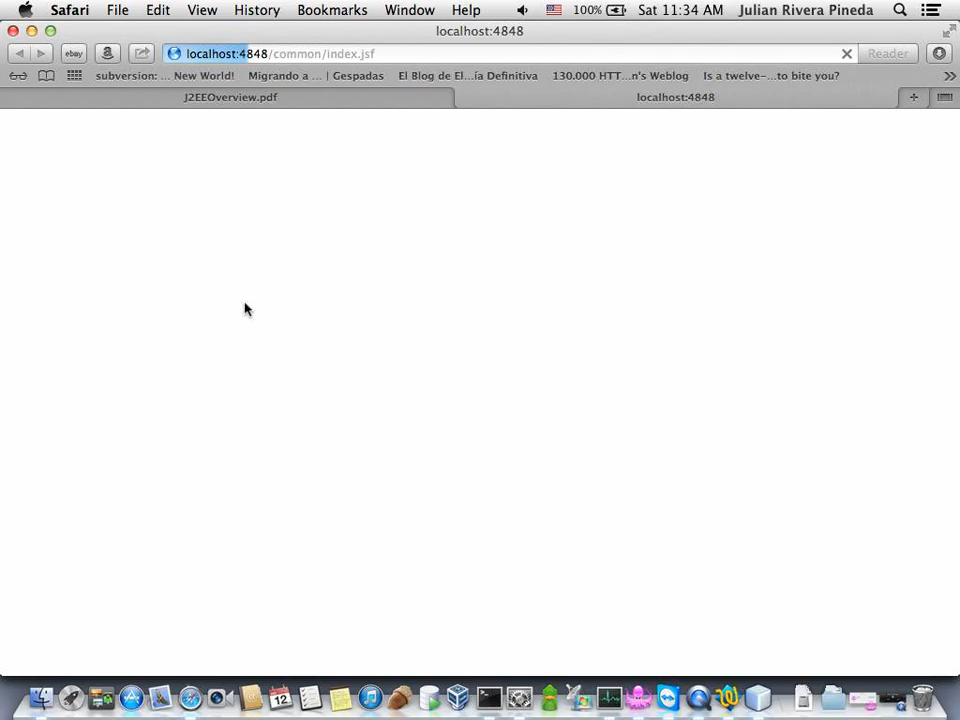 Safari File Edit View History Bookmarks Window Help 100% Sat 11:34 AM Julian Rivera Pineda
localhost:4848
ebay a localhost:4848/common/index.jsf Reader
subversion: ... New World! Migrando a ... | Gespadas El Blog de El...ía Definitiva 130.000 HTT...n's Weblog Is a twelve-...to bite you?
J2EEOverview.pdf localhost:4848
12